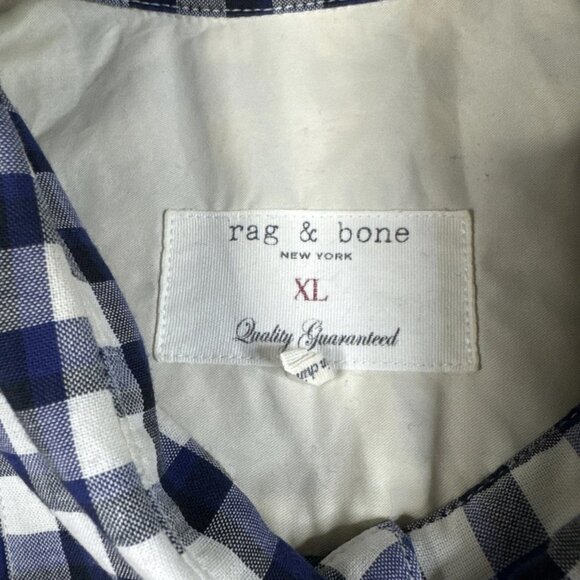 rag & bone
NEW YORK
XL
Quality Guaranteed